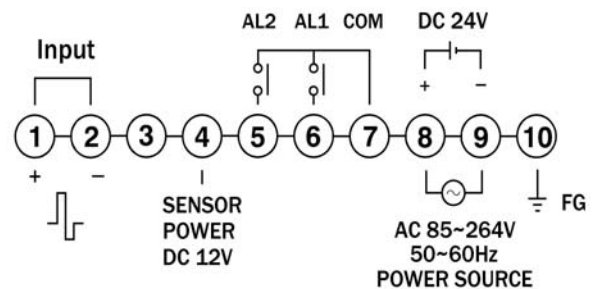 AL2 AL1 COM DC 24V
Input
+ −
1 2 3 4 5 6 7 8 9 10
+ −
SENSOR
POWER
DC 12V
FG
AC 85~264V
50~60Hz
POWER SOURCE